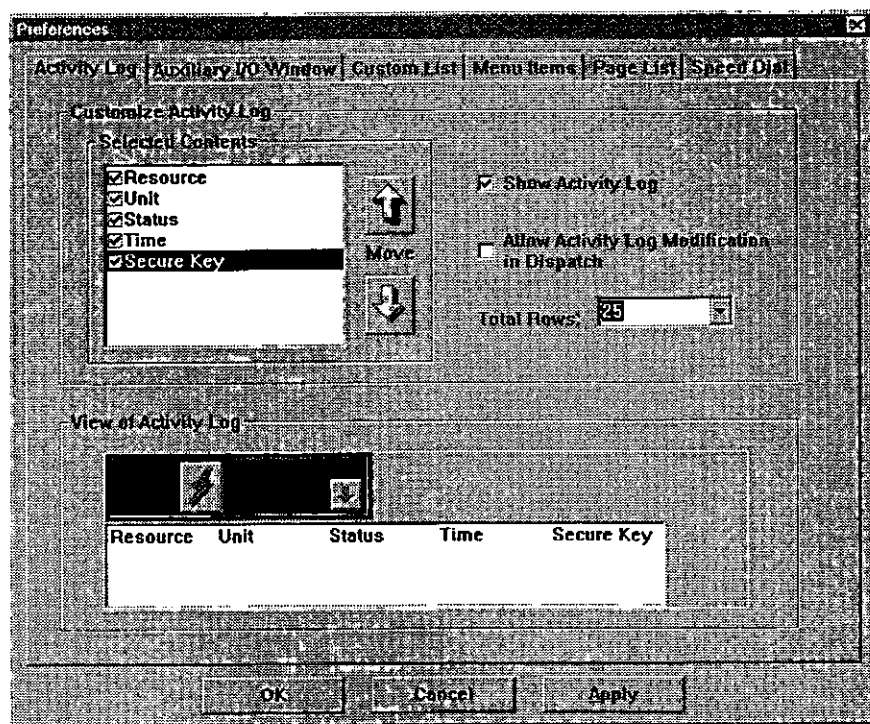 Preferences
Activity Log Auxiliary I/O Window Custom List Menu Items Page List Speed Dial
Customize Activity Log
Selected Contents
Resource
Unit
Status
Time
Secure Key
Move
Show Activity Log
Allow Activity Log Modification
in Dispatch
Total Rows:
25
View of Activity Log
Resource Unit Status Time Secure Key
OK Cancel Apply